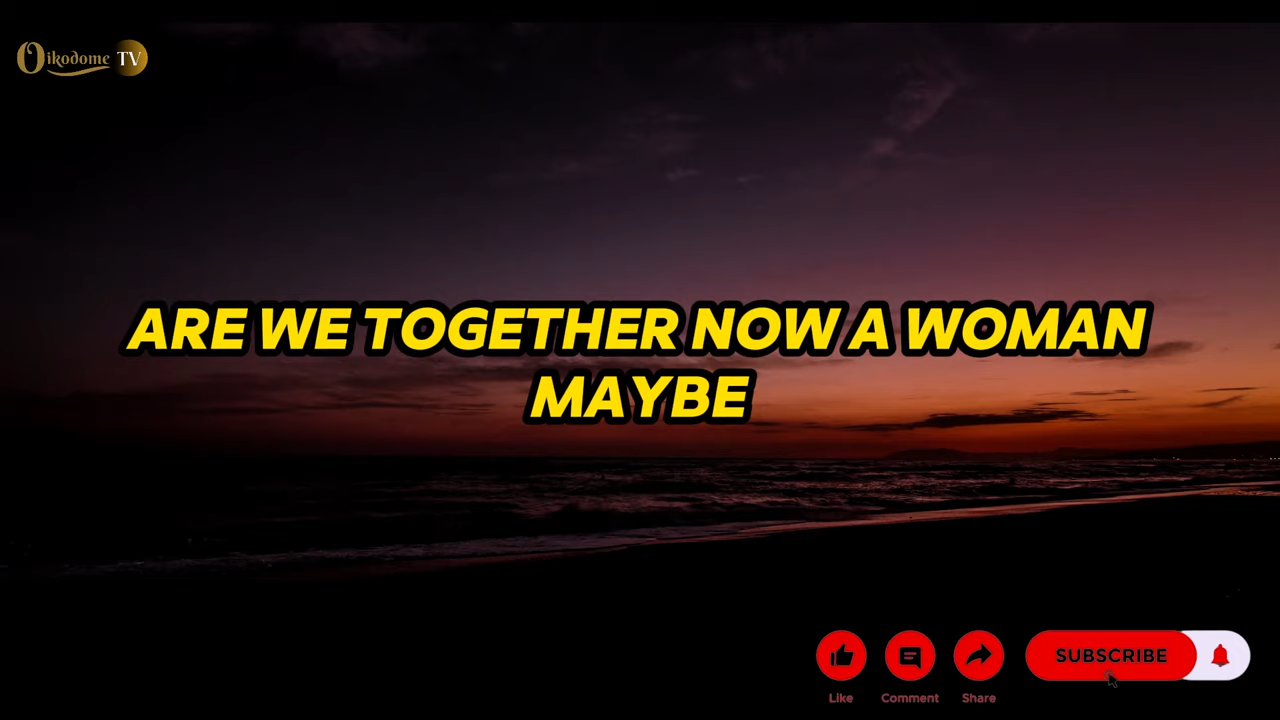 Oikodome TV
ARE WE TOGETHER NOW A WOMAN
MAYBE
SUBSCRIBE
Like
Comment
Share